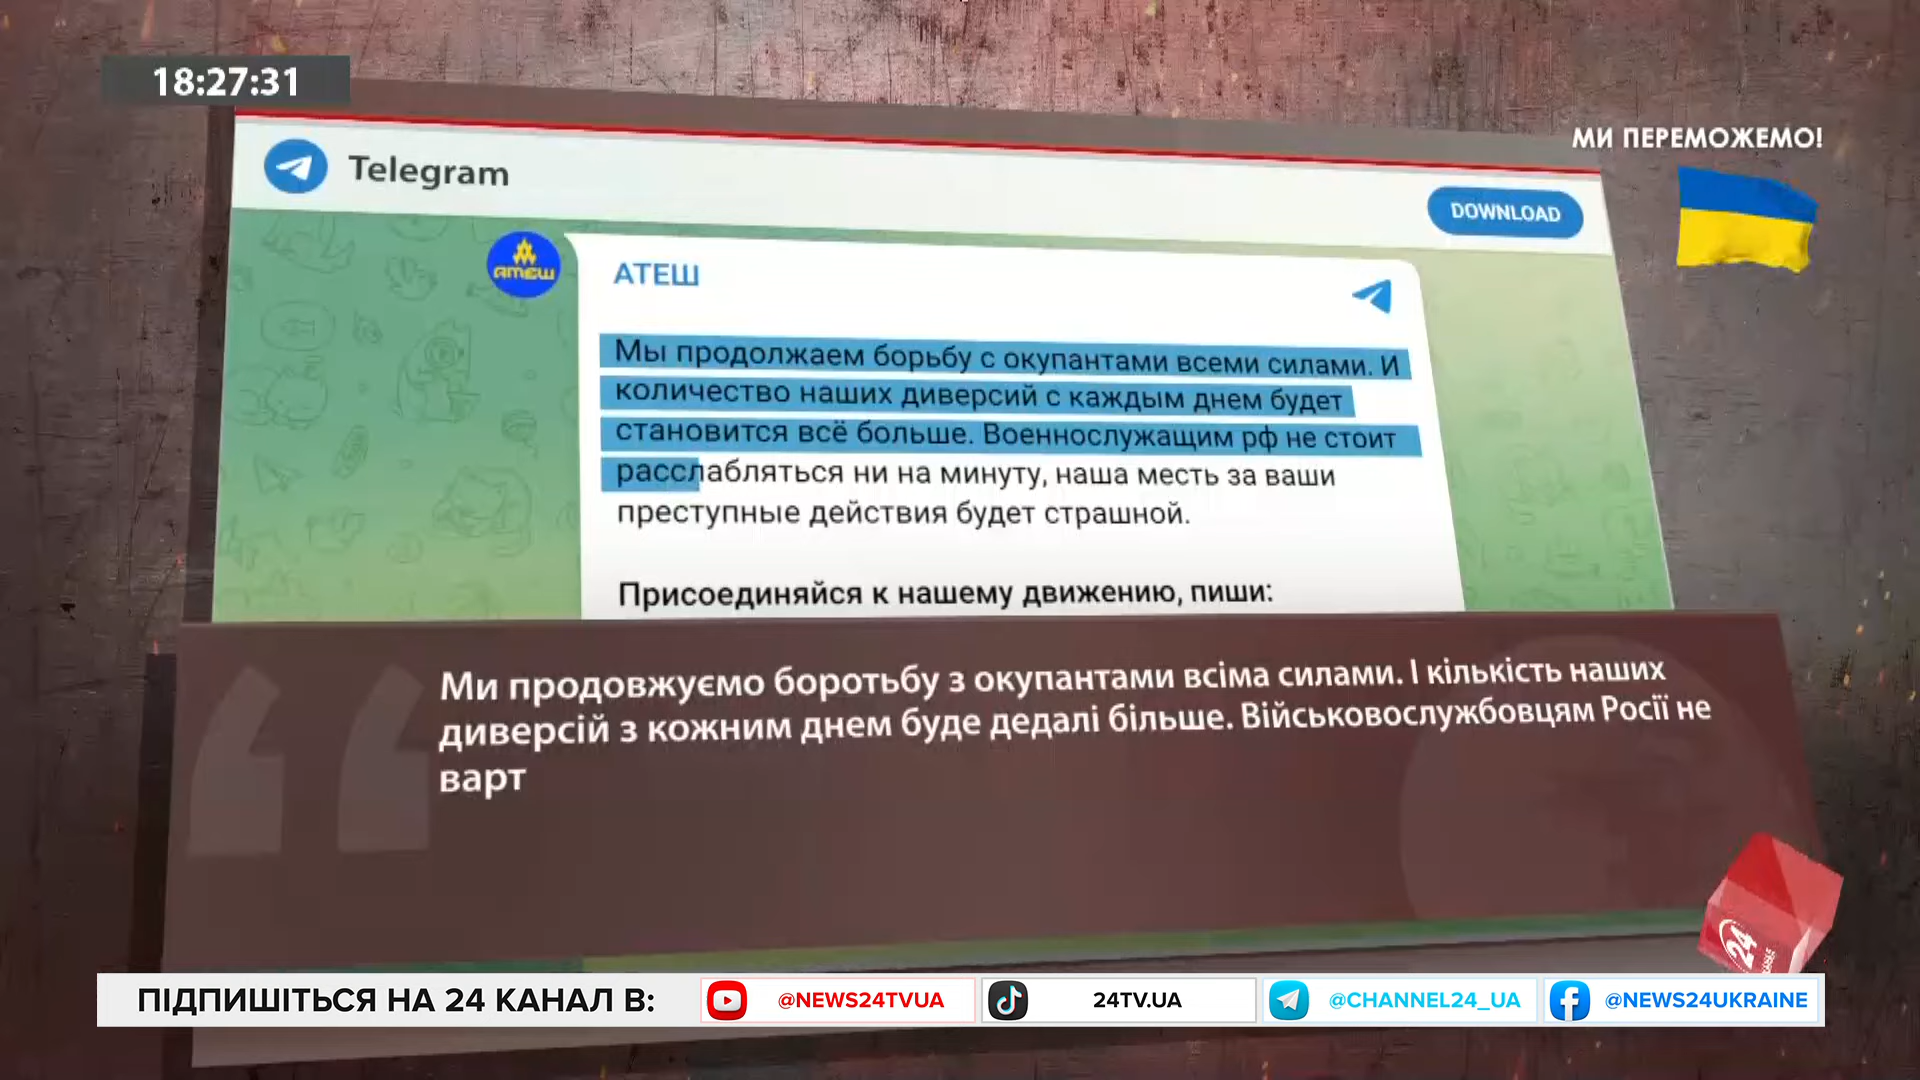 18:27:31
МИ ПЕРЕМОЖЕМО!
Telegram
DOWNLOAD
АТЕШ
АТЕШ
Мы продолжаем борьбу с окупантами всеми силами. И
количество наших диверсий с каждым днем будет
становится всё больше. Военнослужащим рф не стоит
расслабляться ни на минуту, наша месть за ваши
преступные действия будет страшной.
Присоединяйся к нашему движению, пиши:
Ми продовжуємо боротьбу з окупантами всіма силами. І кількість наших
диверсій з кожним днем буде дедалі більше. Військовослужбовцям Росії не
варт
24
ПІДПИШІТЬСЯ НА 24 КАНАЛ В:
@NEWS24TVUA
24TV.UA
@CHANNEL24_UA
@NEWS24UKRAINE